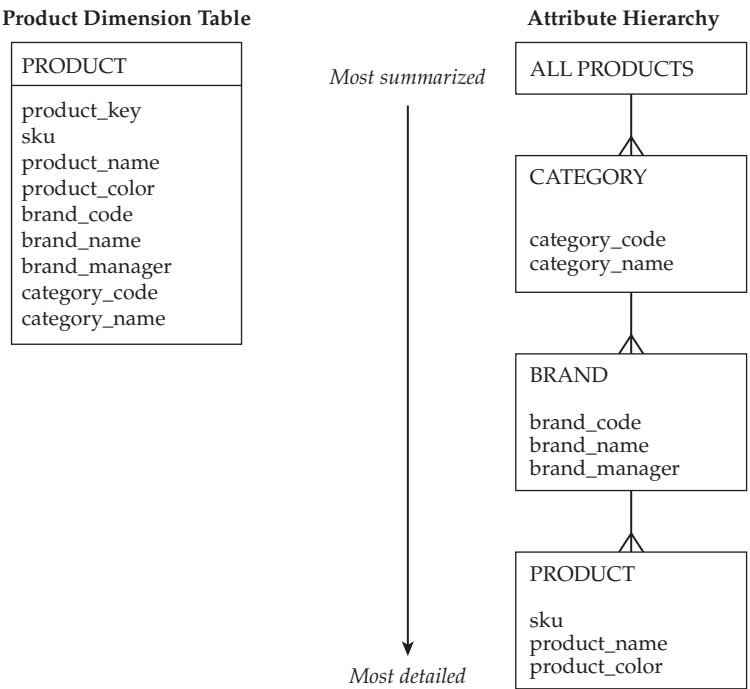 Product Dimension Table
PRODUCT
product_key
sku
product_name
product_color
brand_code
brand_name
brand_manager
category_code
category_name
Most summarized
Most detailed
Attribute Hierarchy
ALL PRODUCTS
CATEGORY
category_code
category_name
BRAND
brand_code
brand_name
brand_manager
PRODUCT
sku
product_name
product_color